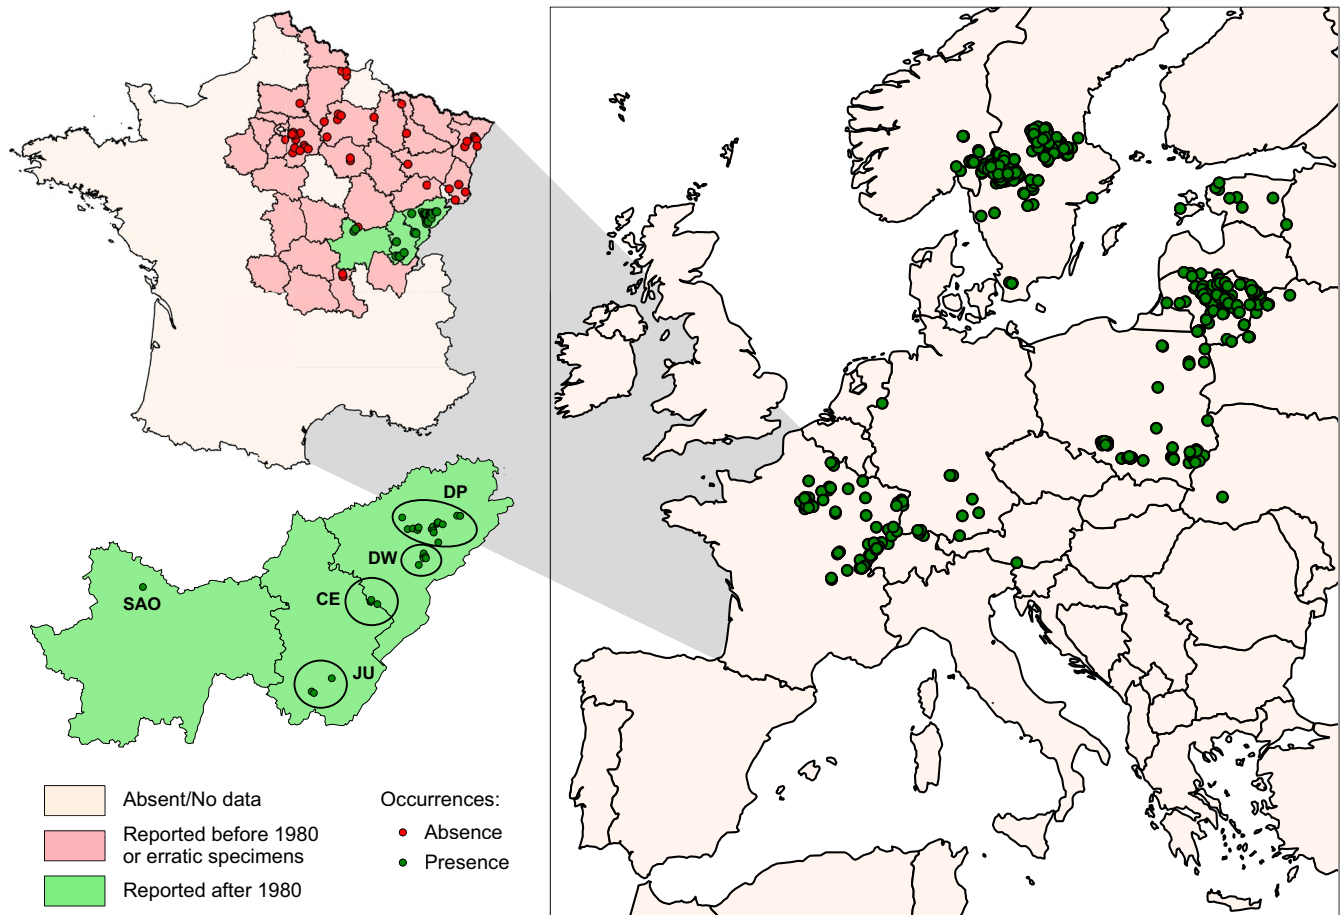 DP
DW
CE
SAO
JU
Absent/No data
Reported before 1980
or erratic specimens
Reported after 1980
Occurrences:
Absence
Presence